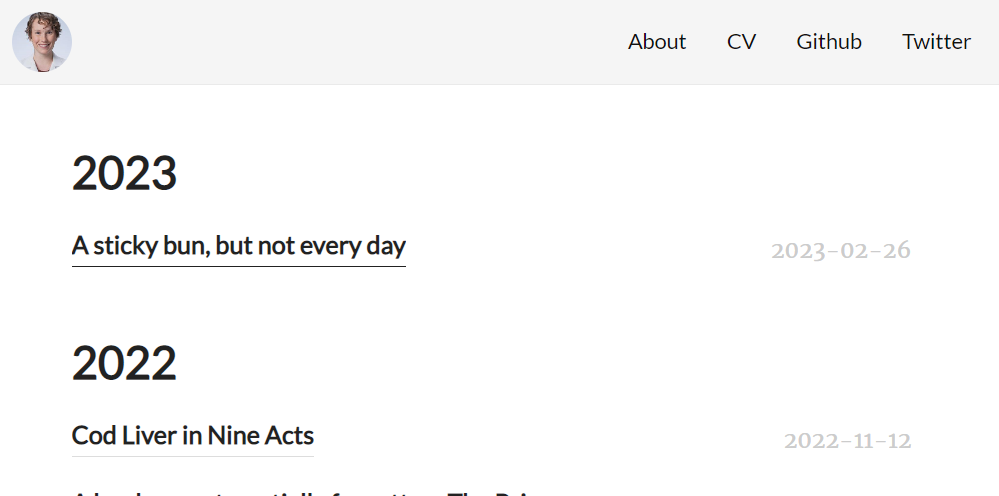 About CV Github Twitter
2023
A sticky bun, but not every day 2023-02-26
2022
Cod Liver in Nine Acts 2022-11-12